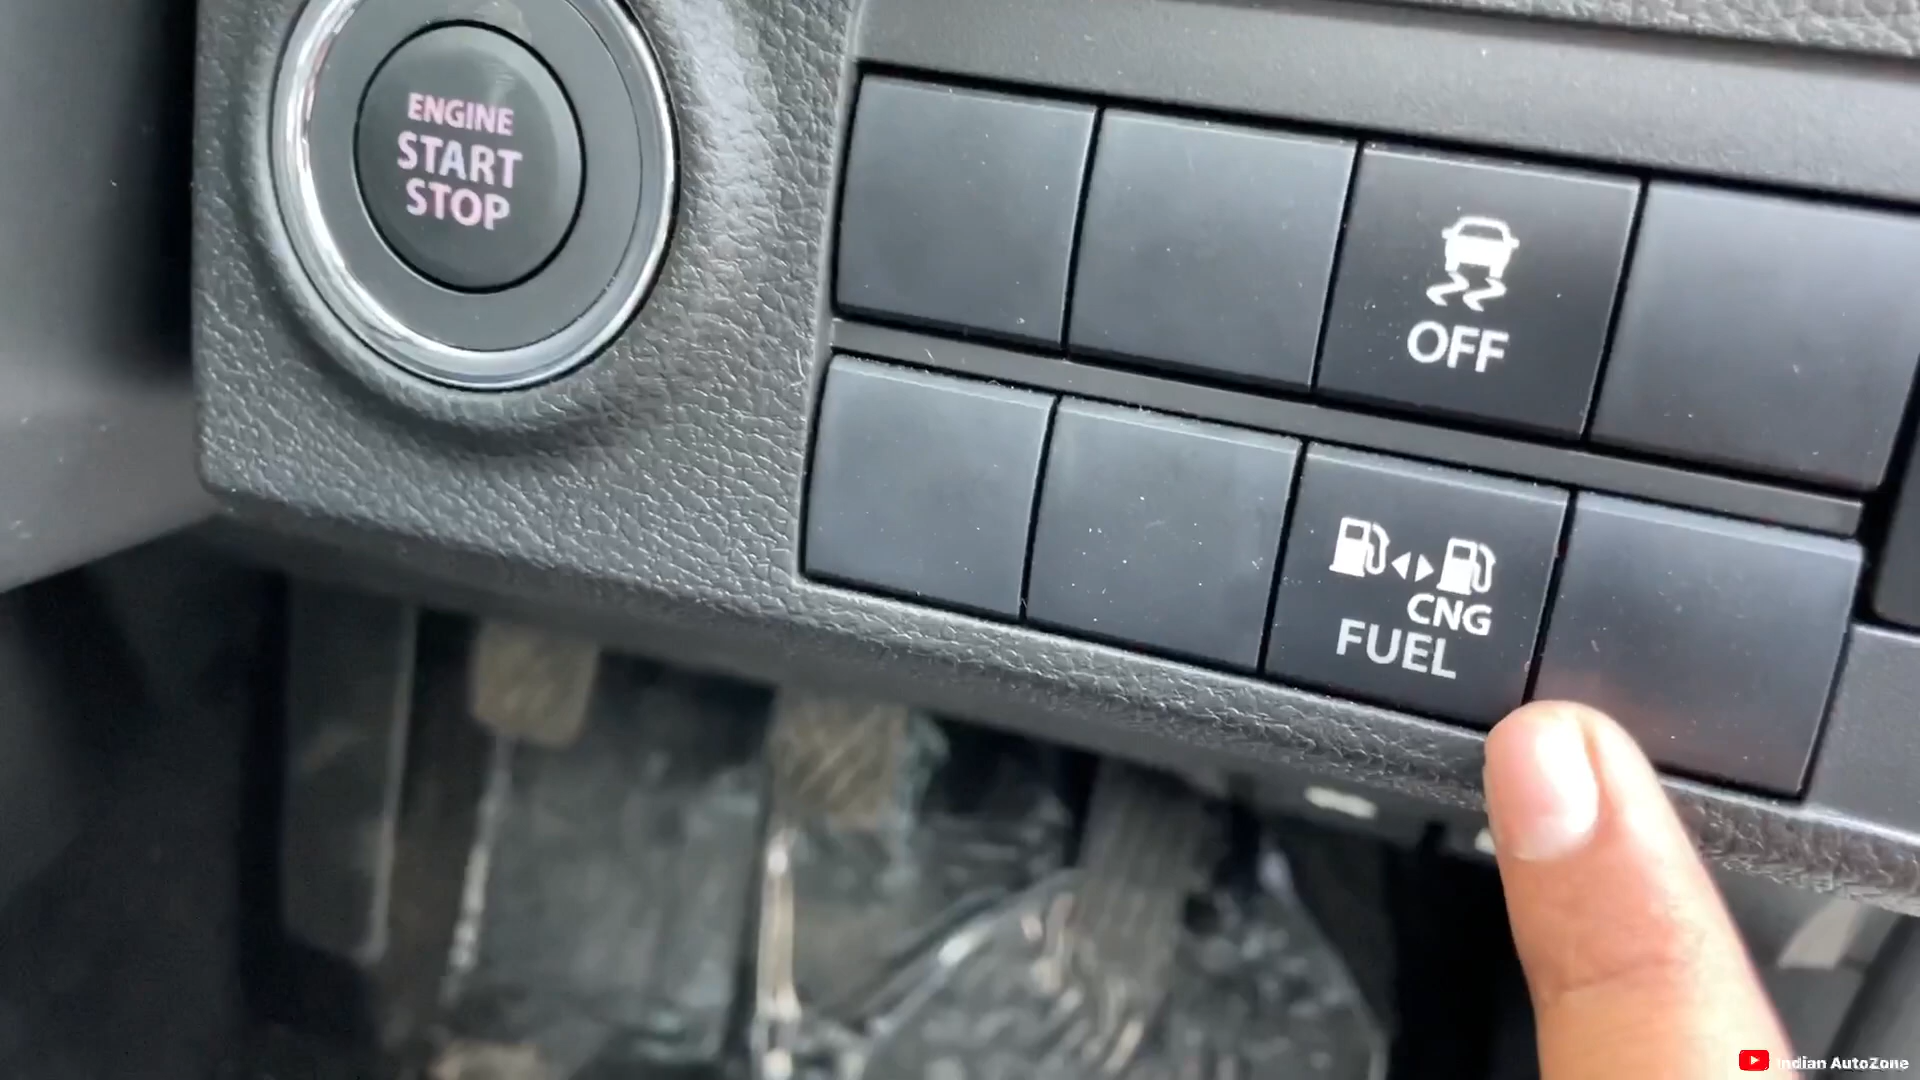 ENGINE
START
STOP
OFF
CNG
FUEL
Indian AutoZone